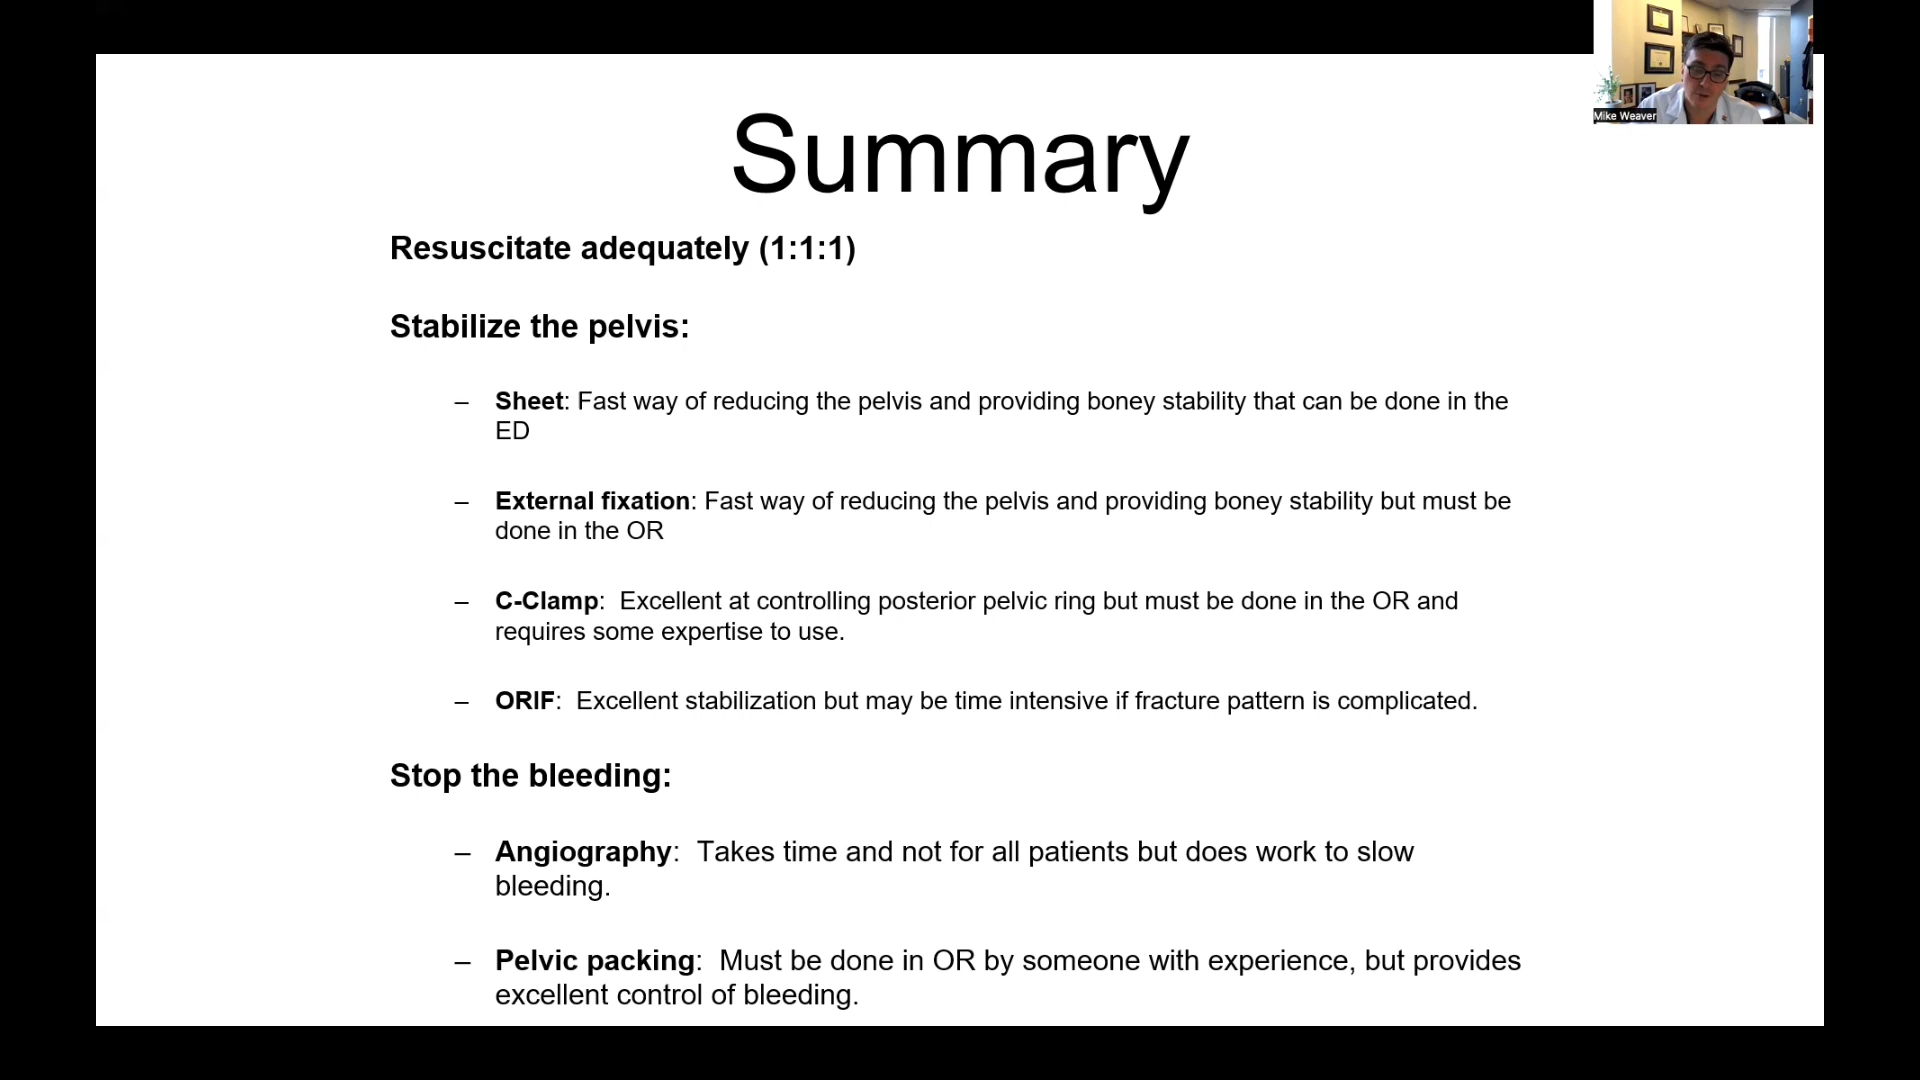 Mike Weaver
Summary
Resuscitate adequately (1:1:1)
Stabilize the pelvis:
– Sheet: Fast way of reducing the pelvis and providing boney stability that can be done in the
ED
– External fixation: Fast way of reducing the pelvis and providing boney stability but must be
done in the OR
– C-Clamp:  Excellent at controlling posterior pelvic ring but must be done in the OR and
requires some expertise to use.
– ORIF:  Excellent stabilization but may be time intensive if fracture pattern is complicated.
Stop the bleeding:
– Angiography:  Takes time and not for all patients but does work to slow
bleeding.
– Pelvic packing:  Must be done in OR by someone with experience, but provides
excellent control of bleeding.